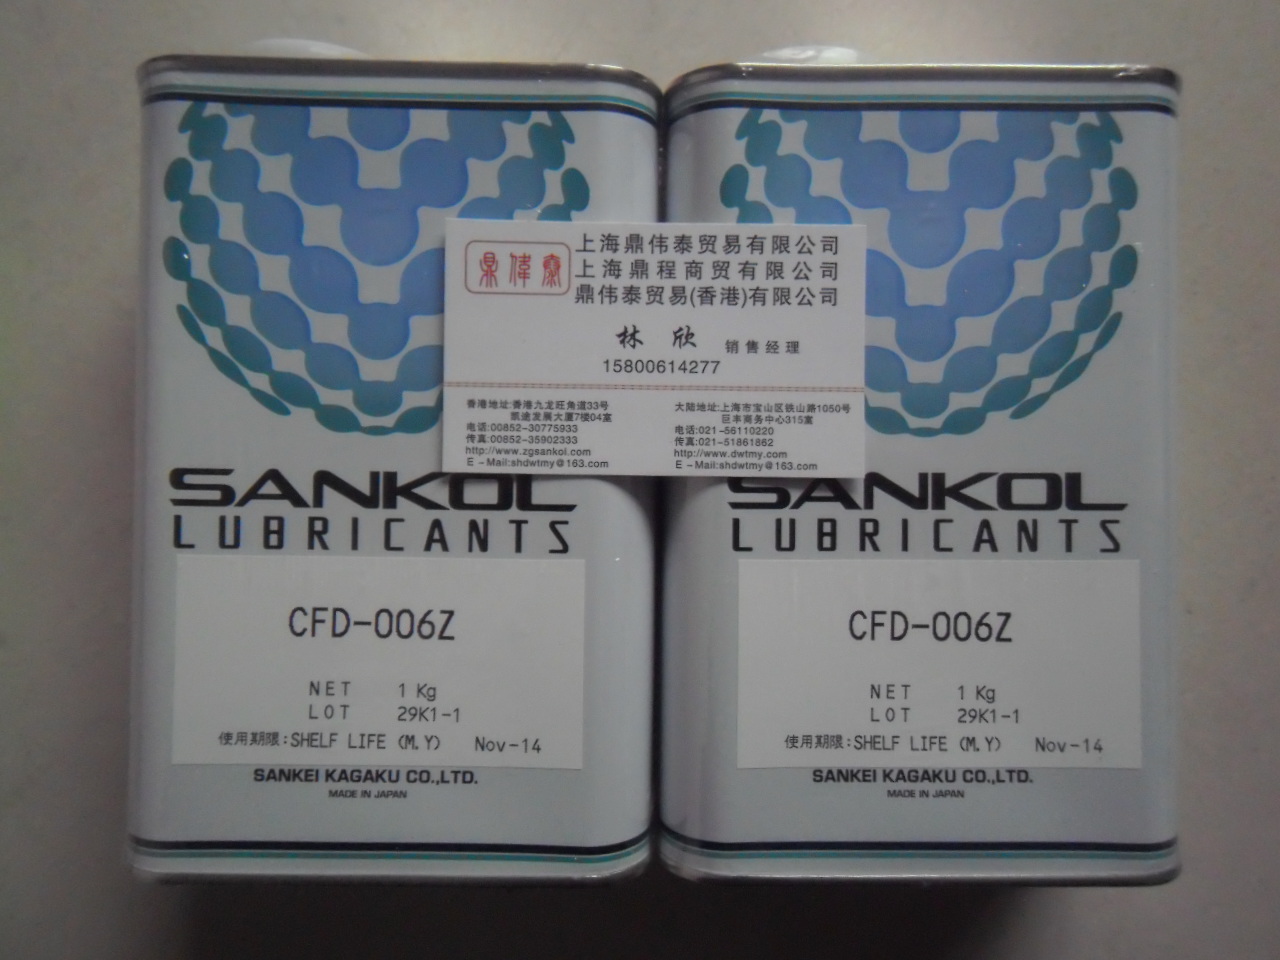 鼎偉泰
上海鼎伟泰贸易有限公司
上海鼎程商贸有限公司
鼎伟泰贸易(香港)有限公司
林欣 销售经理
15800614277
香港地址:香港九龙旺角道33号
凯途发展大厦7楼04室
电话:00852-30775933
传真:00852-35902333
http://www.zgsankol.com
E-Mail:shdwtmy@163.com
大陆地址:上海市宝山区铁山路1050号
巨丰商务中心315室
电话:021-56110220
传真:021-51861862
http://www.dwtmy.com
E-Mail:shdwtmy@163.com
SANKOL
LUBRICANTS
CFD-006Z
NET 1 Kg
LOT 29K1-1
使用期限:SHELF LIFE (M.Y) Nov-14
SANKEI KAGAKU CO.,LTD.
MADE IN JAPAN
SANKOL
LUBRICANTS
CFD-006Z
NET 1 Kg
LOT 29K1-1
使用期限:SHELF LIFE (M.Y) Nov-14
SANKEI KAGAKU CO.,LTD.
MADE IN JAPAN